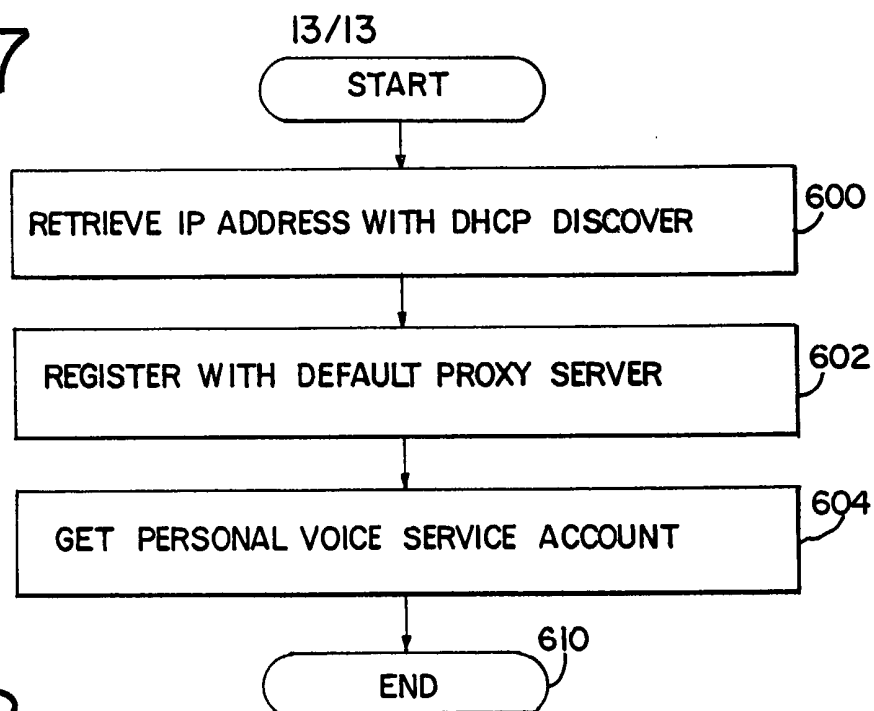 7
13/13
START
RETRIEVE IP ADDRESS WITH DHCP DISCOVER
600
REGISTER WITH DEFAULT PROXY SERVER
602
GET PERSONAL VOICE SERVICE ACCOUNT
604
610
END